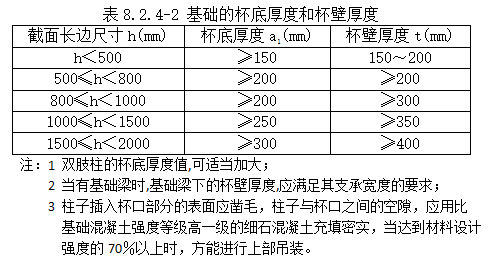 表 8.2.4-2 基础的杯底厚度和杯壁厚度
截面长边尺寸 h(mm) 杯底厚度 a₁(mm) 杯壁厚度 t(mm)
h＜500 ≥150 150～200
500≤h＜800 ≥200 ≥200
800≤h＜1000 ≥200 ≥300
1000≤h＜1500 ≥250 ≥350
1500≤h＜2000 ≥300 ≥400
注：1 双肢柱的杯底厚度值,可适当加大；
2 当有基础梁时,基础梁下的杯壁厚度,应满足其支承宽度的要求；
3 柱子插入杯口部分的表面应凿毛，柱子与杯口之间的空隙，应用比
基础混凝土强度等级高一级的细石混凝土充填密实，当达到材料设计
强度的 70%以上时，方能进行上部吊装。